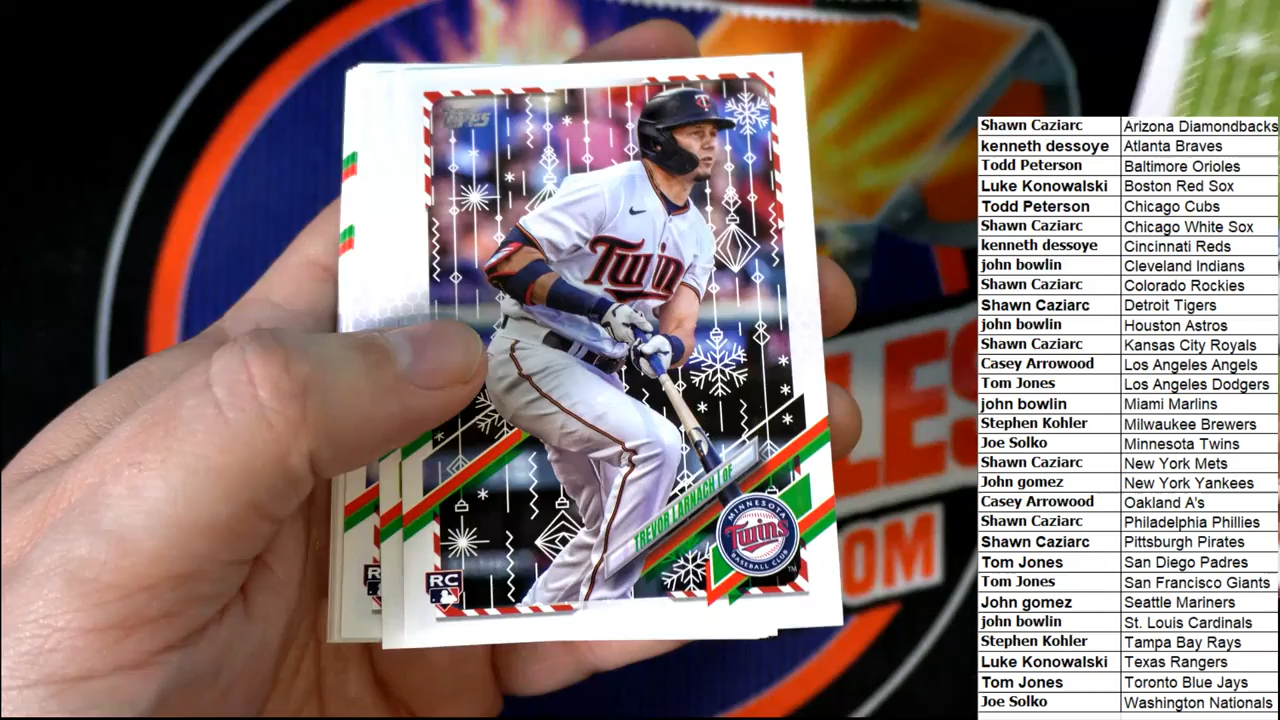 TOPPS
T
Twins
TREVOR LARNACH | OF
MINNESOTA
Twins
BASEBALL CLUB
TM
RC
R
LES
.COM
Shawn Caziarc Arizona Diamondbacks
kenneth dessoye Atlanta Braves
Todd Peterson Baltimore Orioles
Luke Konowalski Boston Red Sox
Todd Peterson Chicago Cubs
Shawn Caziarc Chicago White Sox
kenneth dessoye Cincinnati Reds
john bowlin Cleveland Indians
Shawn Caziarc Colorado Rockies
Shawn Caziarc Detroit Tigers
john bowlin Houston Astros
Shawn Caziarc Kansas City Royals
Casey Arrowood Los Angeles Angels
Tom Jones Los Angeles Dodgers
john bowlin Miami Marlins
Stephen Kohler Milwaukee Brewers
Joe Solko Minnesota Twins
Shawn Caziarc New York Mets
John gomez New York Yankees
Casey Arrowood Oakland A's
Shawn Caziarc Philadelphia Phillies
Shawn Caziarc Pittsburgh Pirates
Tom Jones San Diego Padres
Tom Jones San Francisco Giants
John gomez Seattle Mariners
john bowlin St. Louis Cardinals
Stephen Kohler Tampa Bay Rays
Luke Konowalski Texas Rangers
Tom Jones Toronto Blue Jays
Joe Solko Washington Nationals